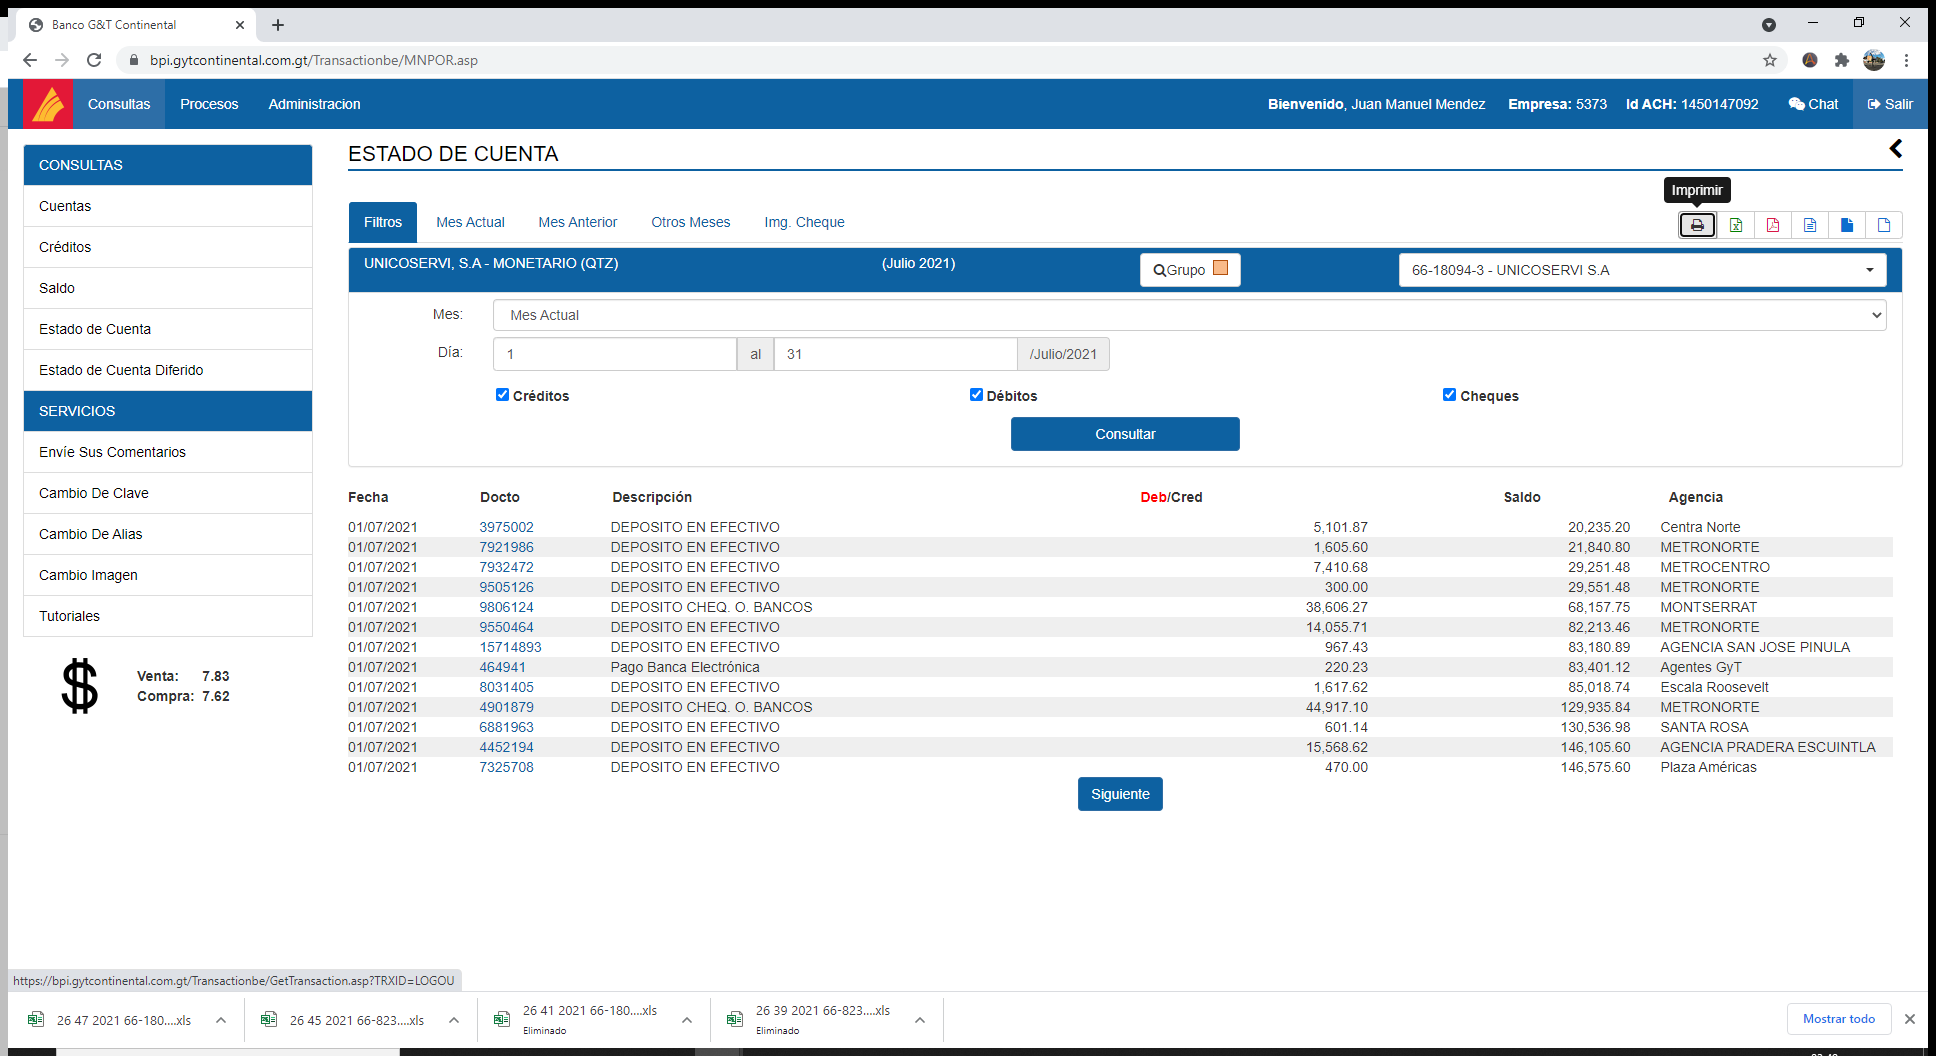 Banco G&T Continental
bpi.gytcontinental.com.gt/Transactionbe/MNPOR.asp
Consultas Procesos Administracion Bienvenido, Juan Manuel Mendez Empresa: 5373 Id ACH: 1450147092 Chat Salir
CONSULTAS
Cuentas
Créditos
Saldo
Estado de Cuenta
Estado de Cuenta Diferido
SERVICIOS
Envíe Sus Comentarios
Cambio De Clave
Cambio De Alias
Cambio Imagen
Tutoriales
Venta: 7.83
Compra: 7.62
ESTADO DE CUENTA
Imprimir
Filtros Mes Actual Mes Anterior Otros Meses Img. Cheque
UNICOSERVI, S.A - MONETARIO (QTZ) (Julio 2021) Grupo 66-18094-3 - UNICOSERVI S.A
Mes: Mes Actual
Día: 1 al 31 /Julio/2021
Créditos Débitos Cheques
Consultar
Fecha Docto Descripción Deb/Cred Saldo Agencia
01/07/2021 3975002 DEPOSITO EN EFECTIVO 5,101.87 20,235.20 Centra Norte
01/07/2021 7921986 DEPOSITO EN EFECTIVO 1,605.60 21,840.80 METRONORTE
01/07/2021 7932472 DEPOSITO EN EFECTIVO 7,410.68 29,251.48 METROCENTRO
01/07/2021 9505126 DEPOSITO EN EFECTIVO 300.00 29,551.48 METRONORTE
01/07/2021 9806124 DEPOSITO CHEQ. O. BANCOS 38,606.27 68,157.75 MONTSERRAT
01/07/2021 9550464 DEPOSITO EN EFECTIVO 14,055.71 82,213.46 METRONORTE
01/07/2021 15714893 DEPOSITO EN EFECTIVO 967.43 83,180.89 AGENCIA SAN JOSE PINULA
01/07/2021 464941 Pago Banca Electrónica 220.23 83,401.12 Agentes GyT
01/07/2021 8031405 DEPOSITO EN EFECTIVO 1,617.62 85,018.74 Escala Roosevelt
01/07/2021 4901879 DEPOSITO CHEQ. O. BANCOS 44,917.10 129,935.84 METRONORTE
01/07/2021 6881963 DEPOSITO EN EFECTIVO 601.14 130,536.98 SANTA ROSA
01/07/2021 4452194 DEPOSITO EN EFECTIVO 15,568.62 146,105.60 AGENCIA PRADERA ESCUINTLA
01/07/2021 7325708 DEPOSITO EN EFECTIVO 470.00 146,575.60 Plaza Américas
Siguiente
https://bpi.gytcontinental.com.gt/Transactionbe/GetTransaction.asp?TRXID=LOGOU
26 47 2021 66-180....xls 26 45 2021 66-823....xls 26 41 2021 66-180....xls 26 39 2021 66-823....xls Mostrar todo
Eliminado Eliminado